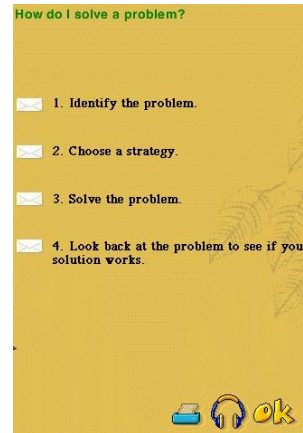 How do I solve a problem?
1. Identify the problem.
2. Choose a strategy.
3. Solve the problem.
4. Look back at the problem to see if you
solution works.
ok